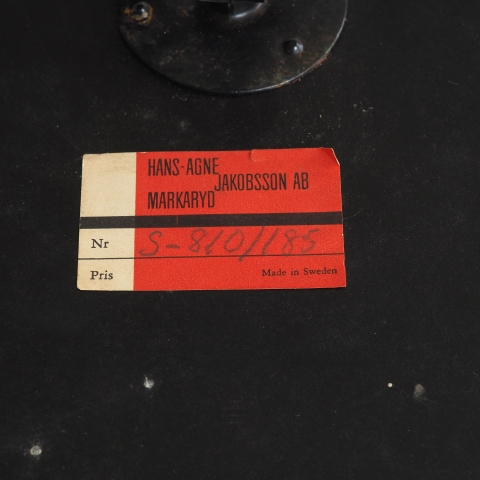 HANS-AGNE
JAKOBSSON AB
MARKARYD
Nr S-810/185
Pris Made in Sweden